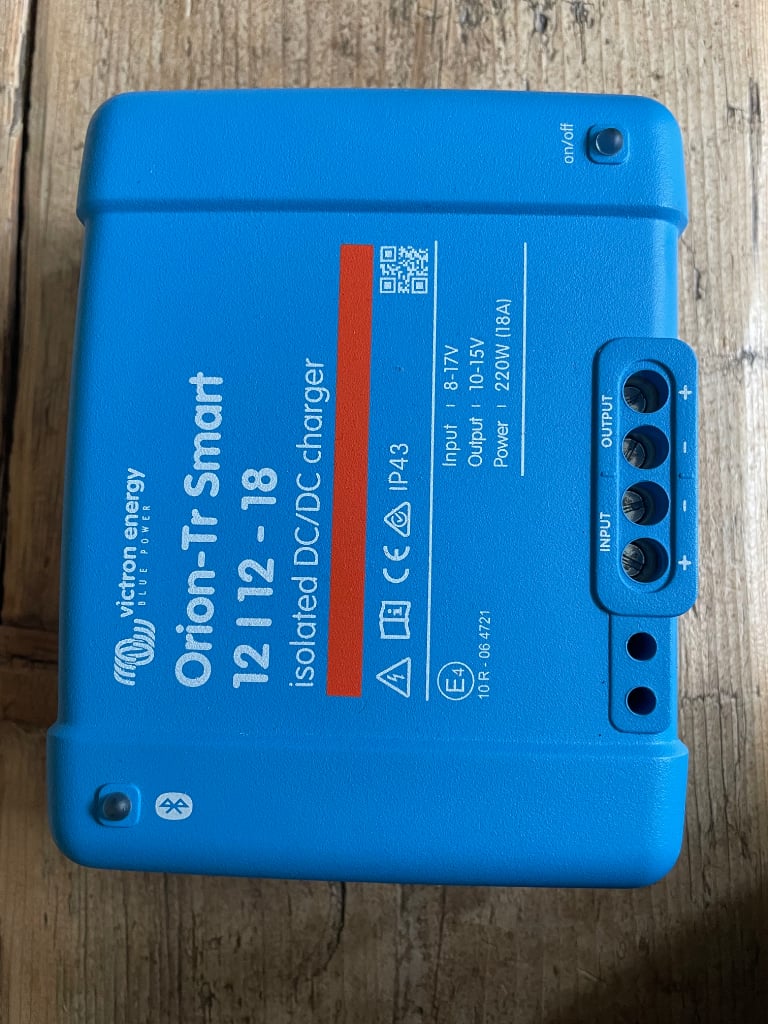 victron energy
BLUE POWER
Orion-Tr Smart
12 | 12 - 18
isolated DC/DC charger
CE IP43
Input | 8-17V
Output | 10-15V
Power | 220W (18A)
E4
10 R - 06 4721
on/off
INPUT OUTPUT
+ - - +